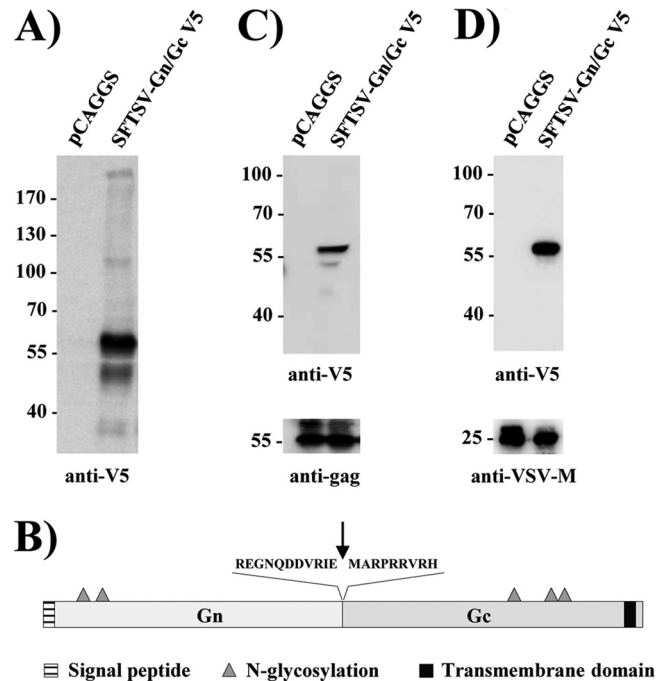 A)
pCAGGS
SFTSV-Gn/Gc V5
170 -
130 -
100 -
70 -
55 -
40 -
anti-V5
C)
pCAGGS
SFTSV-Gn/Gc V5
100 -
70 -
55 -
40 -
anti-V5
55 -
anti-gag
D)
pCAGGS
SFTSV-Gn/Gc V5
100 -
70 -
55 -
40 -
anti-V5
25 -
anti-VSV-M
B)
REGNQDDVRIE MARPRRVRH
Gn Gc
Signal peptide N-glycosylation Transmembrane domain